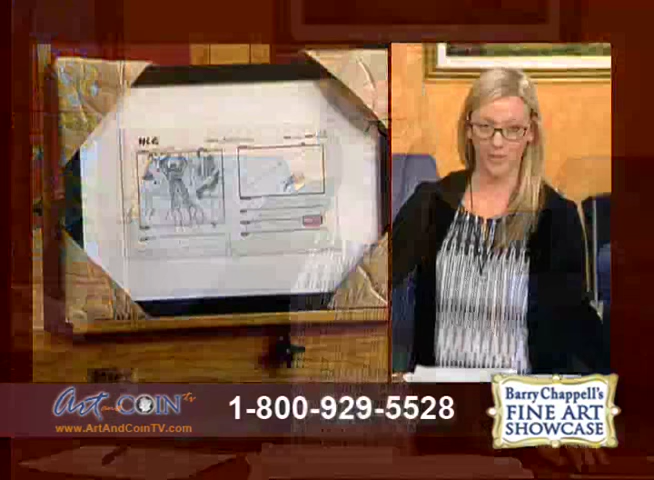 Art and COIN tv
www.ArtAndCoinTV.com
1-800-929-5528
Barry Chappell's
FINE ART
SHOWCASE